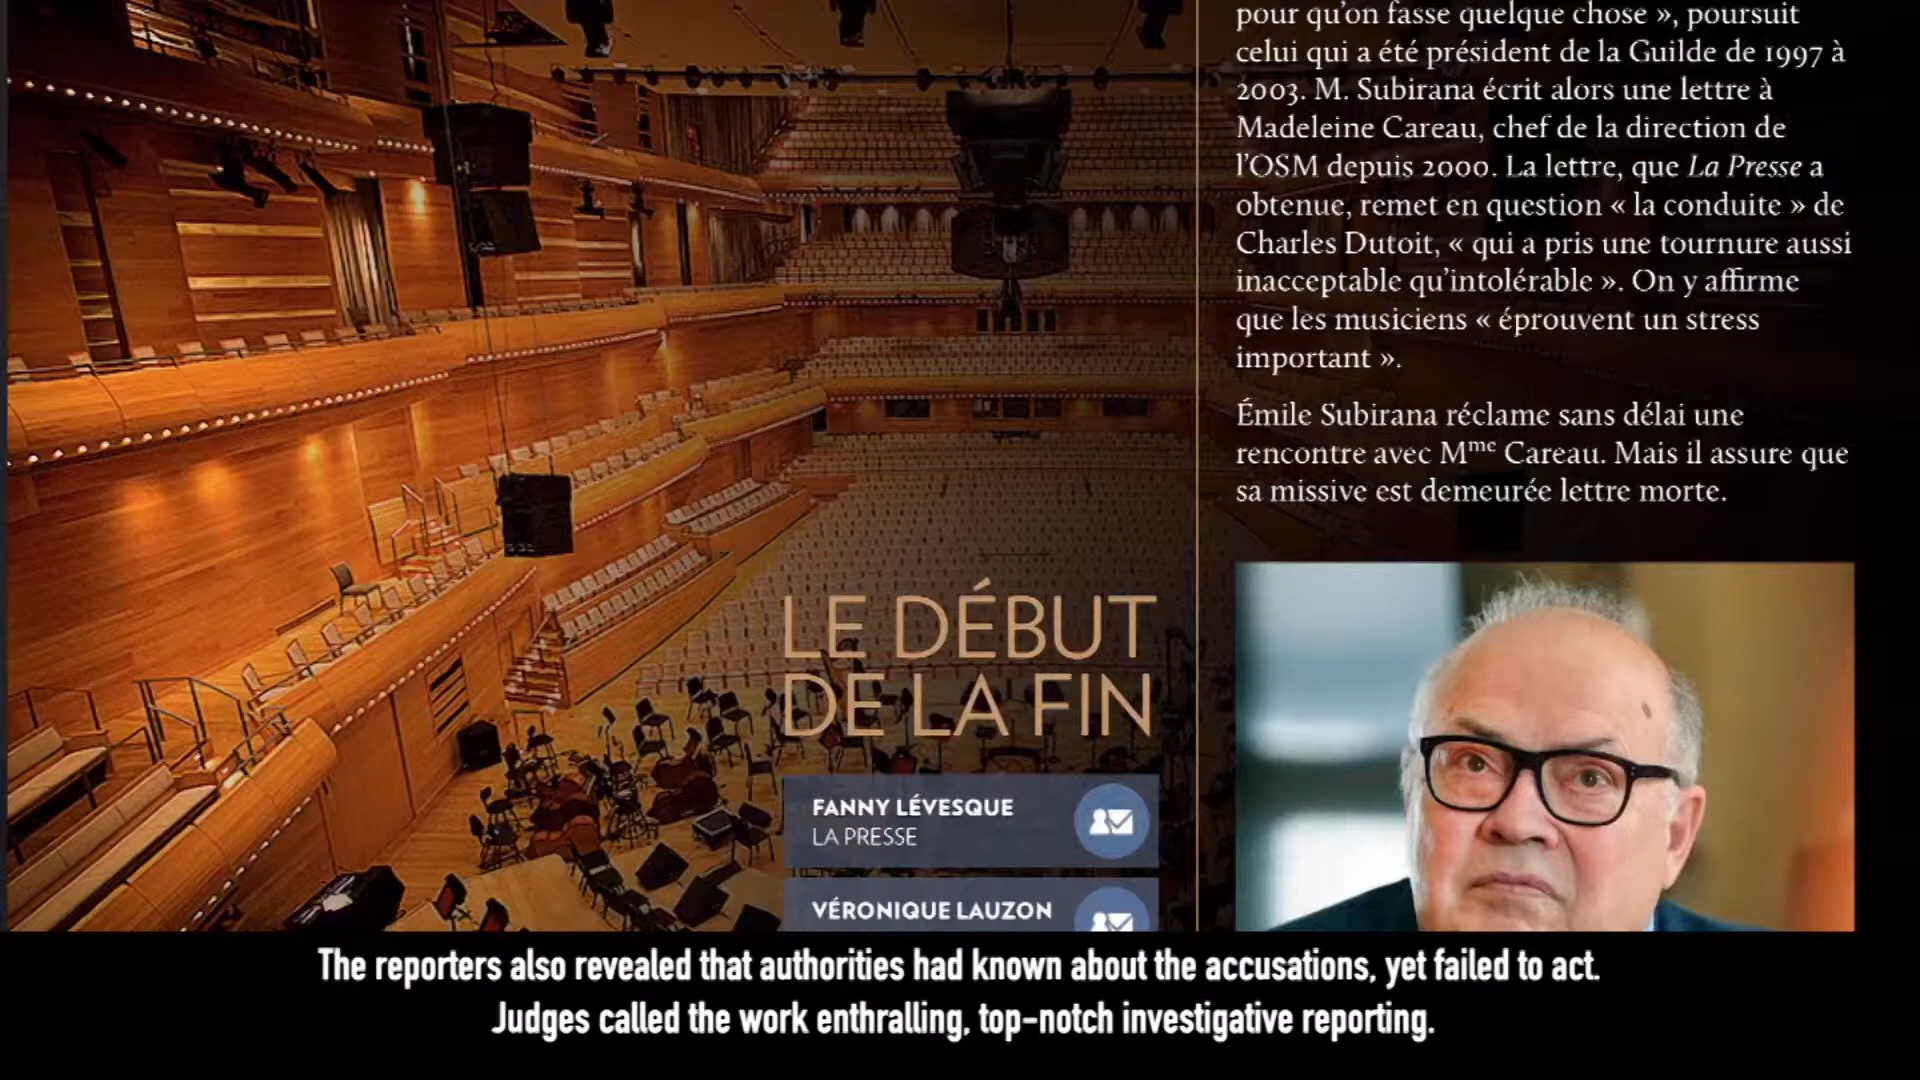 pour qu'on fasse quelque chose », poursuit
celui qui a été président de la Guilde de 1997 à
2003. M. Subirana écrit alors une lettre à
Madeleine Careau, chef de la direction de
l'OSM depuis 2000. La lettre, que La Presse a
obtenue, remet en question « la conduite » de
Charles Dutoit, « qui a pris une tournure aussi
inacceptable qu'intolérable ». On y affirme
que les musiciens « éprouvent un stress
important ».
Émile Subirana réclame sans délai une
rencontre avec Mme Careau. Mais il assure que
sa missive est demeurée lettre morte.
LE DÉBUT
DE LA FIN
FANNY LÉVESQUE
LA PRESSE
VÉRONIQUE LAUZON
The reporters also revealed that authorities had known about the accusations, yet failed to act.
Judges called the work enthralling, top-notch investigative reporting.